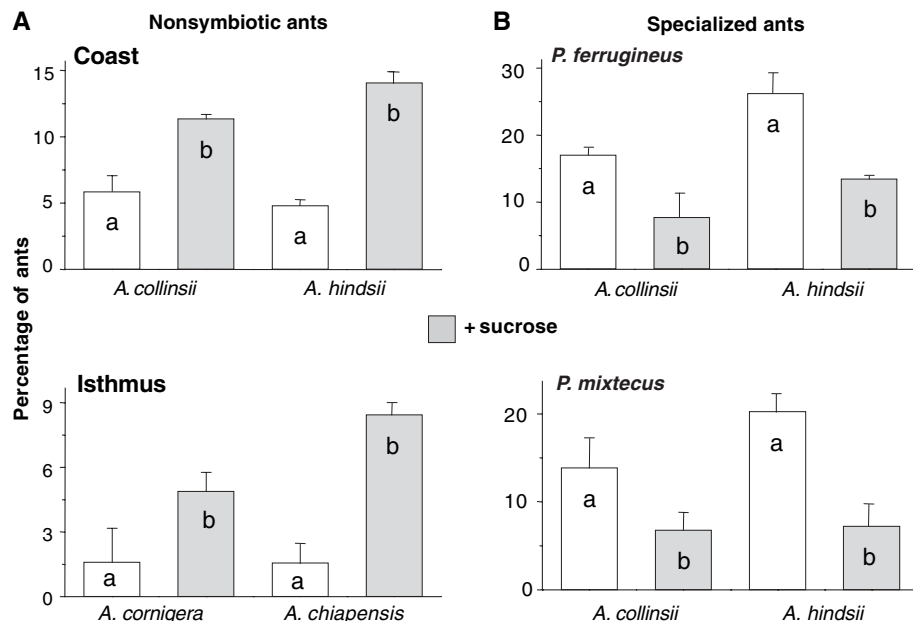 A Nonsymbiotic ants
Coast
15
10
5
0
a
b
a
b
A. collinsii A. hindsii
B Specialized ants
P. ferrugineus
30
20
10
0
a
b
a
b
A. collinsii A. hindsii
Percentage of ants
+ sucrose
Isthmus
9
6
3
0
a
b
a
b
A. cornigera A. chiapensis
P. mixtecus
20
10
0
a
b
a
b
A. collinsii A. hindsii